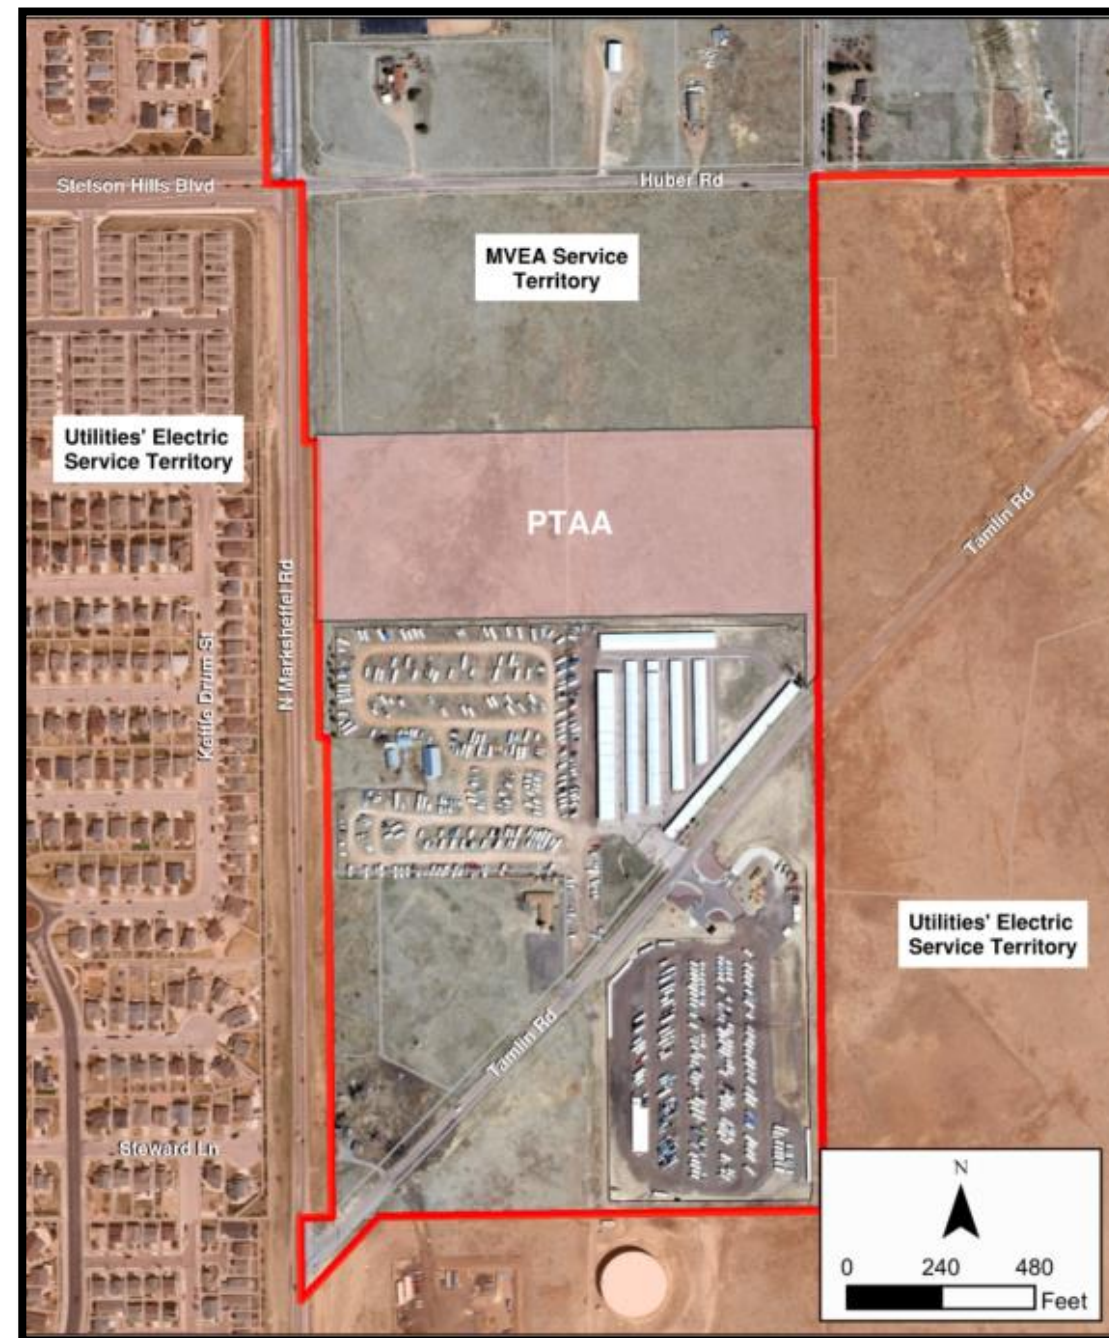 Stetson Hills Blvd
Huber Rd
MVEA Service
Territory
Utilities' Electric
Service Territory
PTAA
Tamlin Rd
N Marksheffel Rd
Kettle Drum St
Utilities' Electric
Service Territory
Tamlin Rd
Steward Ln
N
0 240 480
Feet